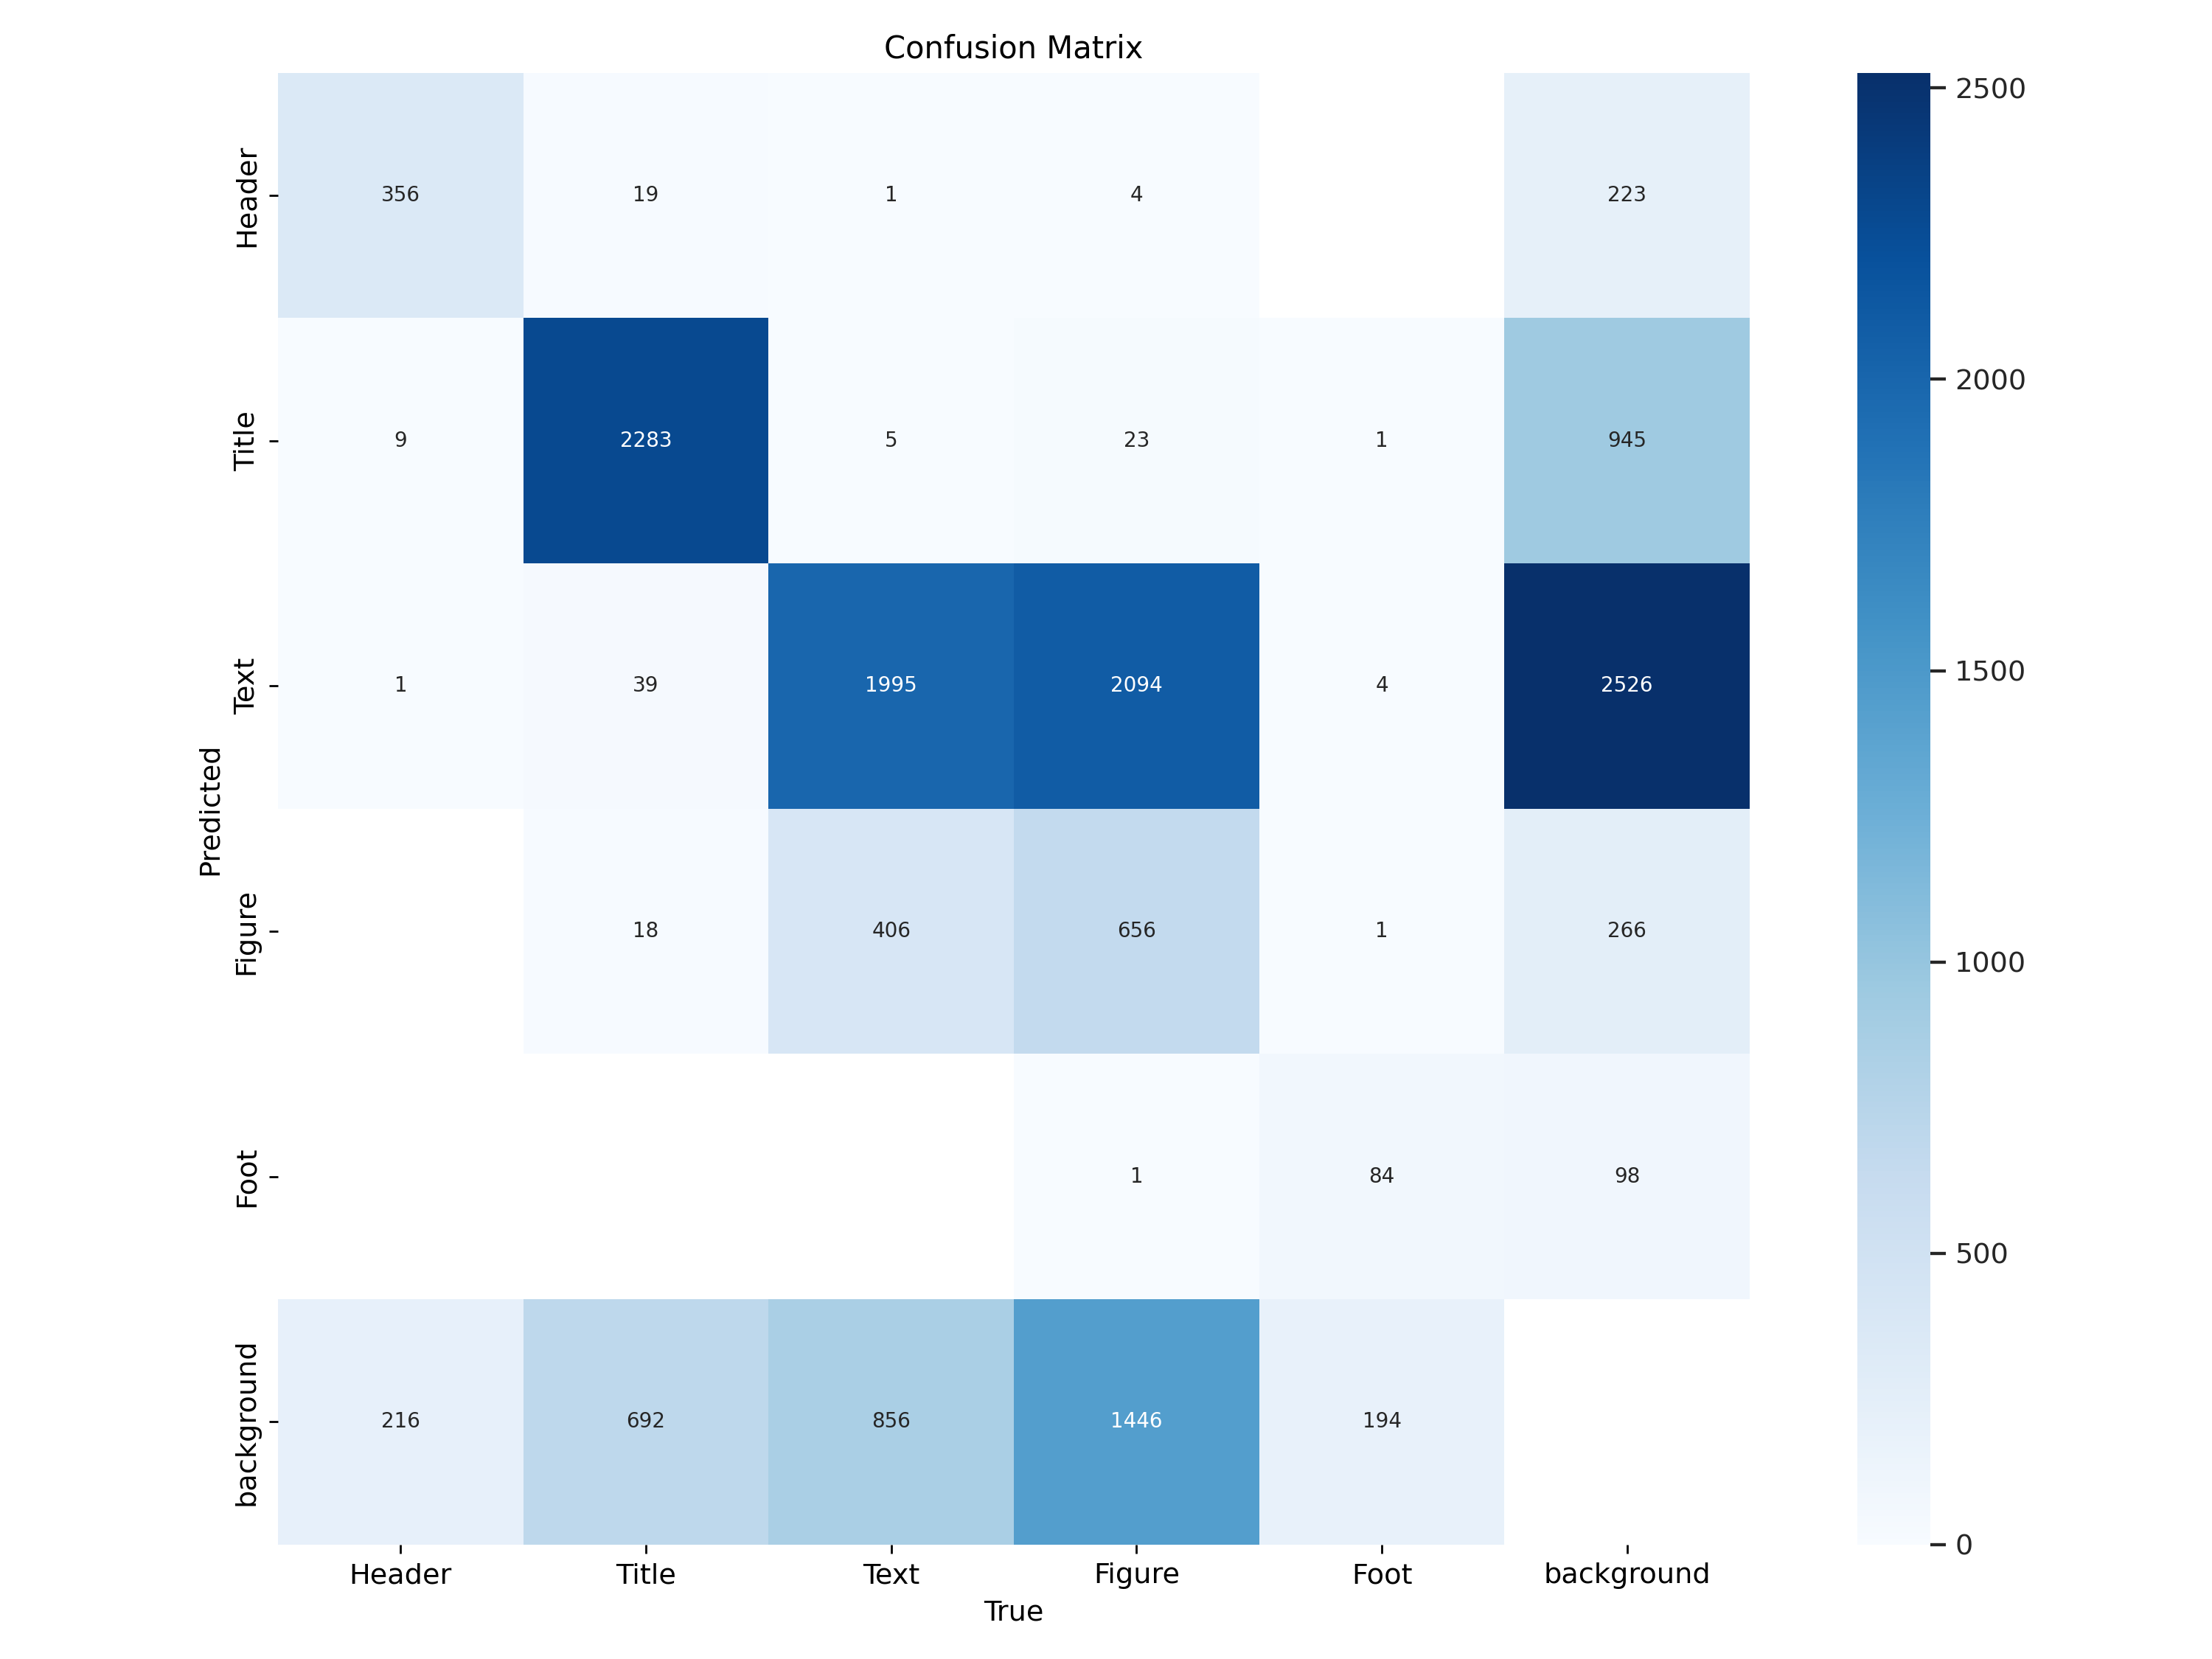 Confusion Matrix
Header 356 19 1 4 223
Title 9 2283 5 23 1 945
Text 1 39 1995 2094 4 2526
Figure 18 406 656 1 266
Foot 1 84 98
background 216 692 856 1446 194
Header Title Text Figure Foot background
True
Predicted
2500
2000
1500
1000
500
0